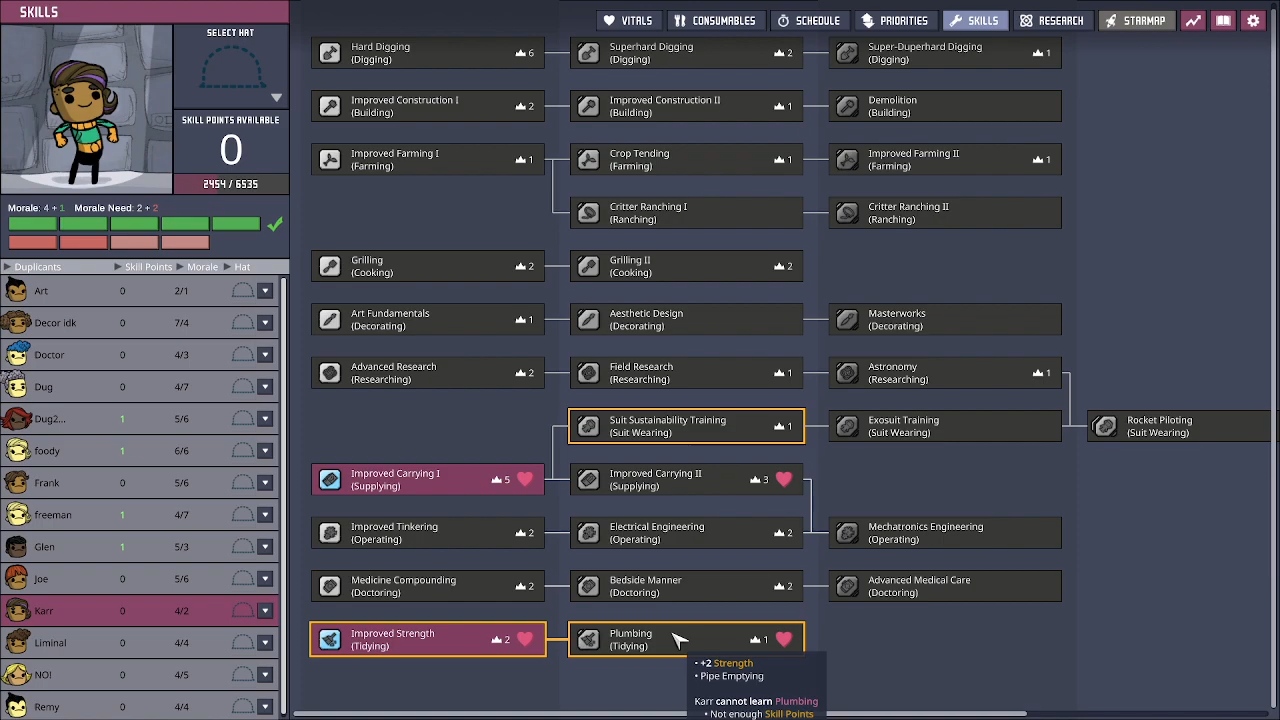 SKILLS
VITALS
CONSUMABLES
SCHEDULE
PRIORITIES
SKILLS
RESEARCH
STARMAP
SELECT HAT
SKILL POINTS AVAILABLE
0
2454 / 6535
Morale: 4 + 1 Morale Need: 2 + 2
Duplicants Skill Points Morale Hat
Art 0 2/1
Decor idk 0 7/4
Doctor 0 4/3
Dug 0 4/7
Dug2... 1 5/6
foody 1 6/6
Frank 0 5/6
freeman 1 4/7
Glen 1 5/3
Joe 0 5/6
Karr 0 4/2
Liminal 0 4/4
NO! 0 5/4
Remy 0 4/4
Hard Digging
(Digging)
6
Superhard Digging
(Digging)
2
Super-Duperhard Digging
(Digging)
1
Improved Construction I
(Building)
2
Improved Construction II
(Building)
1
Demolition
(Building)
Improved Farming I
(Farming)
1
Crop Tending
(Farming)
1
Improved Farming II
(Farming)
1
Critter Ranching I
(Ranching)
Critter Ranching II
(Ranching)
Grilling
(Cooking)
2
Grilling II
(Cooking)
2
Art Fundamentals
(Decorating)
1
Aesthetic Design
(Decorating)
Masterworks
(Decorating)
Advanced Research
(Researching)
2
Field Research
(Researching)
1
Astronomy
(Researching)
1
Suit Sustainability Training
(Suit Wearing)
1
Exosuit Training
(Suit Wearing)
Rocket Piloting
(Suit Wearing)
Improved Carrying I
(Supplying)
5
Improved Carrying II
(Supplying)
3
Improved Tinkering
(Operating)
2
Electrical Engineering
(Operating)
2
Mechatronics Engineering
(Operating)
Medicine Compounding
(Doctoring)
2
Bedside Manner
(Doctoring)
2
Advanced Medical Care
(Doctoring)
Improved Strength
(Tidying)
2
Plumbing
(Tidying)
1
• +2 Strength
• Pipe Emptying
Karr cannot learn Plumbing
• Not enough Skill Points